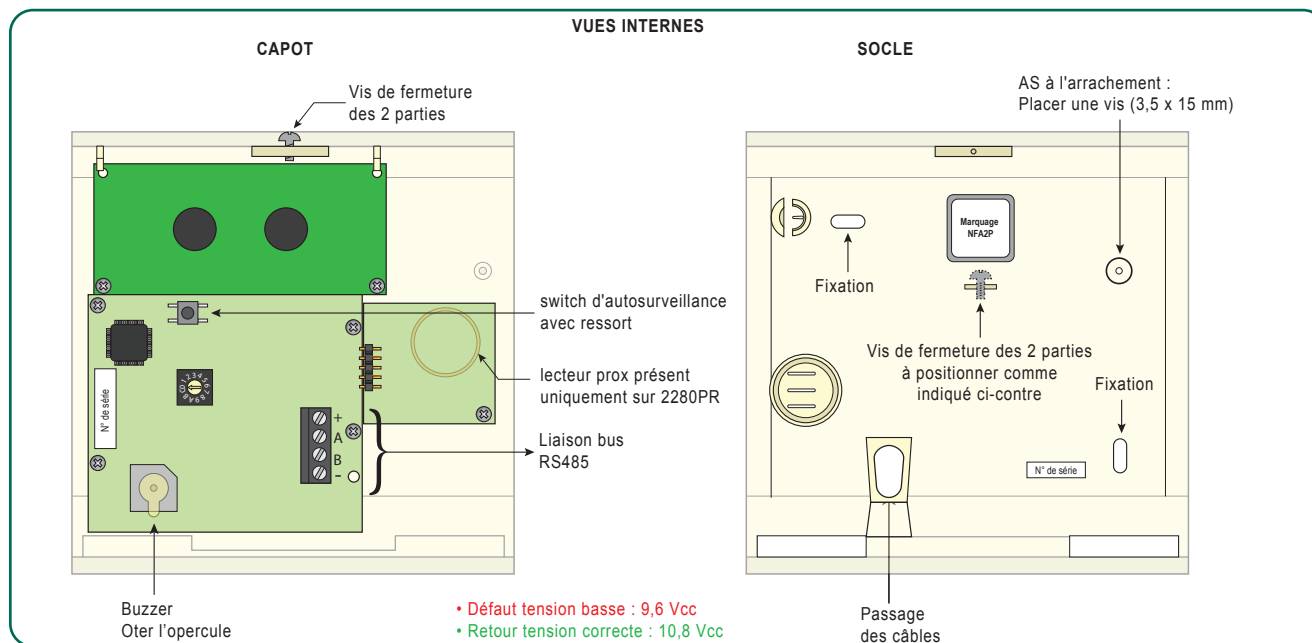 VUES INTERNES
CAPOT
SOCLE
Vis de fermeture
des 2 parties
AS à l'arrachement :
Placer une vis (3,5 x 15 mm)
Marquage
NFA2P
Fixation
switch d'autosurveillance
avec ressort
Vis de fermeture des 2 parties
à positionner comme
indiqué ci-contre
Fixation
lecteur prox présent
uniquement sur 2280PR
N° de série
+
A
B
-
Liaison bus
RS485
N° de série
Buzzer
Oter l’opercule
• Défaut tension basse : 9,6 Vcc
• Retour tension correcte : 10,8 Vcc
Passage
des câbles